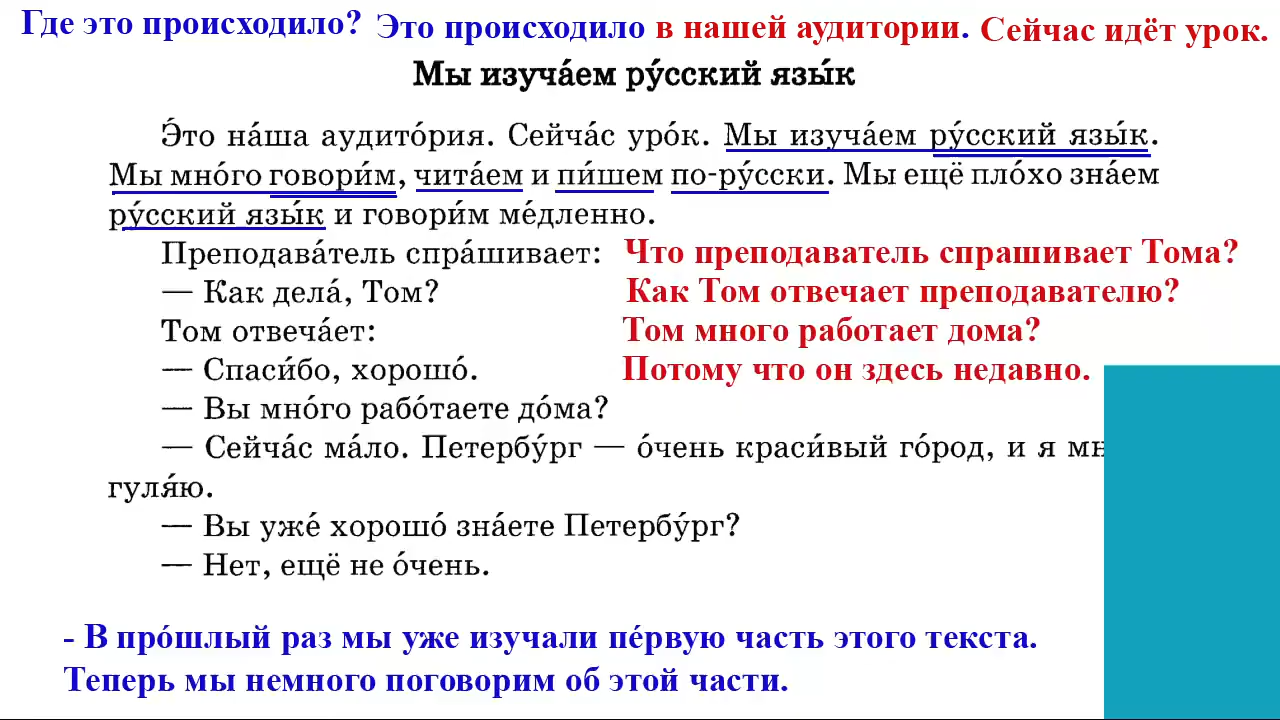 Где это происходило? Это происходило в нашей аудитории. Сейчас идёт урок.
Мы изуча́ем ру́сский язы́к
Э́то на́ша аудито́рия. Сейча́с уро́к. Мы изуча́ем ру́сский язы́к.
Мы мно́го говори́м, чита́ем и пи́шем по-ру́сски. Мы ещё пло́хо зна́ем
ру́сский язы́к и говори́м ме́дленно.
Преподава́тель спра́шивает: Что преподаватель спрашивает Тома?
— Как дела́, Том? Как Том отвечает преподавателю?
Том отвеча́ет: Том много работает дома?
— Спаси́бо, хорошо́. Потому что он здесь недавно.
— Вы мно́го рабо́таете до́ма?
— Сейча́с ма́ло. Петербу́рг — о́чень краси́вый го́род, и я
гуля́ю.
— Вы уже́ хорошо́ зна́ете Петербу́рг?
— Нет, ещё не о́чень.
- В про́шлый раз мы уже изучали пе́рвую часть этого текста.
Теперь мы немного поговорим об этой части.